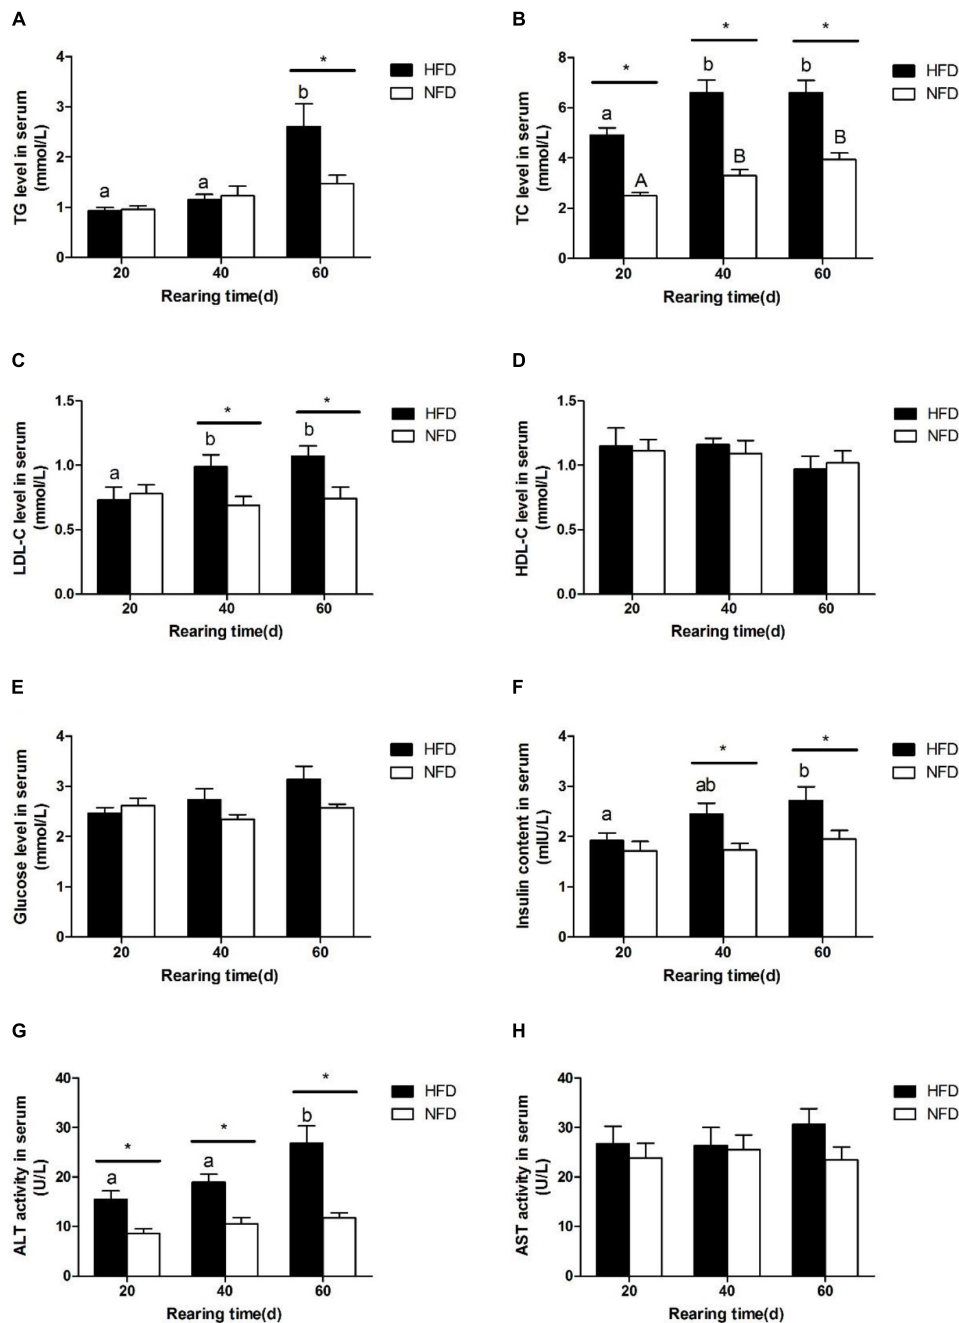 A
TG level in serum
(mmol/L)
4
3
2
1
0
a
a
b
*
HFD
NFD
20 40 60
Rearing time(d)
B
TC level in serum
(mmol/L)
8
6
4
2
0
*
*
*
a
b
b
A
B
B
HFD
NFD
20 40 60
Rearing time(d)
C
LDL-C level in serum
(mmol/L)
1.5
1.0
0.5
0.0
a
b
b
*
*
HFD
NFD
20 40 60
Rearing time(d)
D
HDL-C level in serum
(mmol/L)
1.5
1.0
0.5
0.0
HFD
NFD
20 40 60
Rearing time(d)
E
Glucose level in serum
(mmol/L)
4
3
2
1
0
HFD
NFD
20 40 60
Rearing time(d)
F
Insulin content in serum
(mIU/L)
4
3
2
1
0
a
ab
b
*
*
HFD
NFD
20 40 60
Rearing time(d)
G
ALT activity in serum
(U/L)
40
30
20
10
0
*
*
*
a
a
b
HFD
NFD
20 40 60
Rearing time(d)
H
AST activity in serum
(U/L)
40
30
20
10
0
HFD
NFD
20 40 60
Rearing time(d)